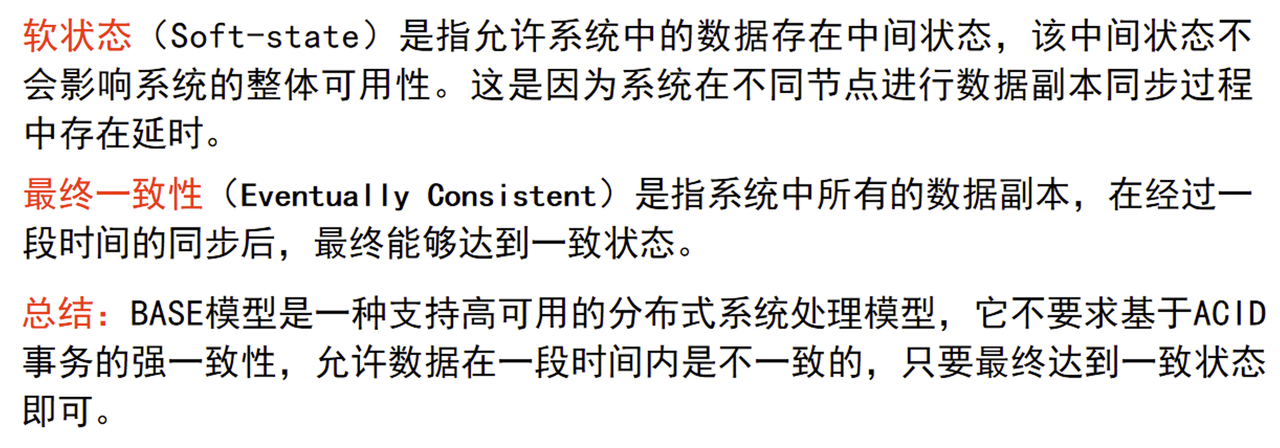 软状态（Soft-state）是指允许系统中的数据存在中间状态，该中间状态不
会影响系统的整体可用性。这是因为系统在不同节点进行数据副本同步过程
中存在延时。
最终一致性（Eventually Consistent）是指系统中所有的数据副本，在经过一
段时间的同步后，最终能够达到一致状态。
总结：BASE模型是一种支持高可用的分布式系统处理模型，它不要求基于ACID
事务的强一致性，允许数据在一段时间内是不一致的，只要最终达到一致状态
即可。